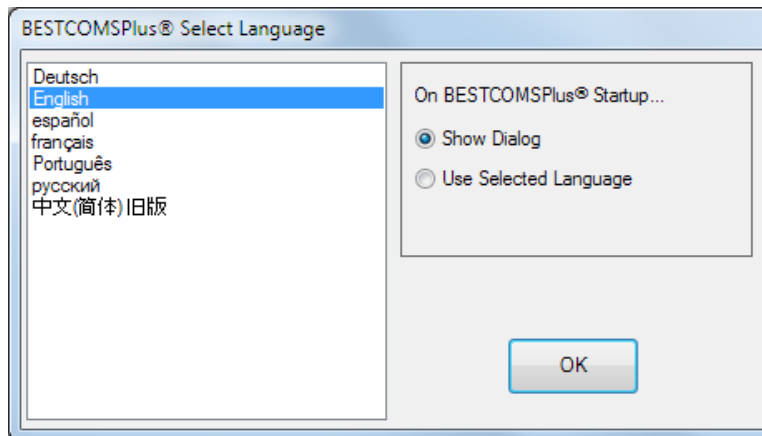 BESTCOMSPlus® Select Language
Deutsch
English
español
français
Português
русский
中文(简体) 旧版
On BESTCOMSPlus® Startup...
Show Dialog
Use Selected Language
OK